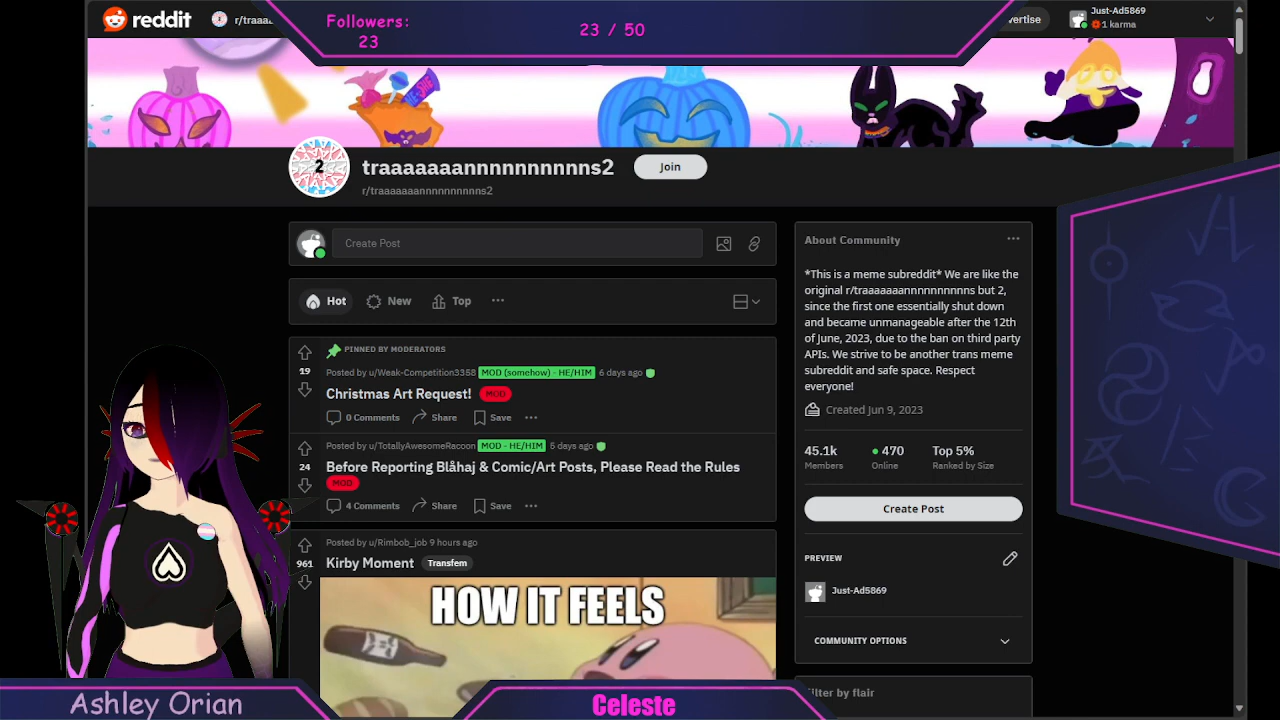 reddit
r/traaa
Followers:
23
23 / 50
vertise
Just-Ad5869
1 karma
2
traaaaaaannnnnnnnnns2
Join
r/traaaaaaannnnnnnnnns2
Create Post
Hot
New
Top
PINNED BY MODERATORS
19
Posted by u/Weak-Competition3358 MOD (somehow) - HE/HIM 6 days ago
Christmas Art Request! MOD
0 Comments Share Save
24
Posted by u/TotallyAwesomeRacoon MOD - HE/HIM 5 days ago
Before Reporting Blåhaj & Comic/Art Posts, Please Read the Rules
MOD
4 Comments Share Save
961
Posted by u/Rimbob_job 9 hours ago
Kirby Moment Transfem
HOW IT FEELS
About Community
*This is a meme subreddit* We are like the
original r/traaaaaaannnnnnnnnns but 2,
since the first one essentially shut down
and became unmanageable after the 12th
of June, 2023, due to the ban on third party
APIs. We strive to be another trans meme
subreddit and safe space. Respect
everyone!
Created Jun 9, 2023
45.1k
Members
470
Online
Top 5%
Ranked by Size
Create Post
PREVIEW
Just-Ad5869
COMMUNITY OPTIONS
ilter by flair
Ashley Orian
Celeste